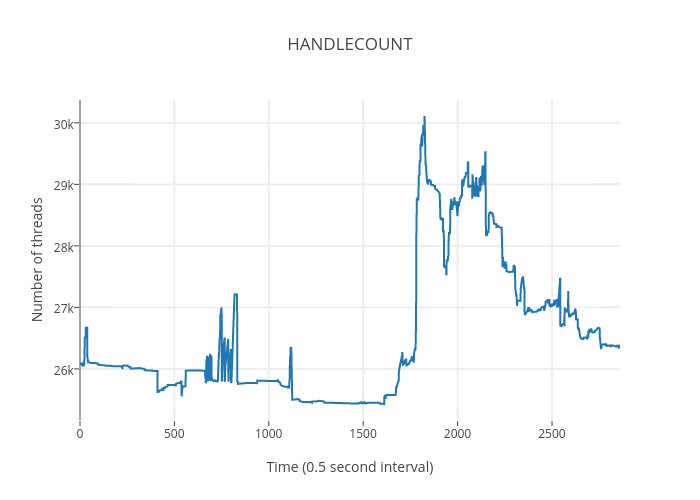 HANDLECOUNT
30k
29k
28k
27k
26k
Number of threads
0 500 1000 1500 2000 2500
Time (0.5 second interval)